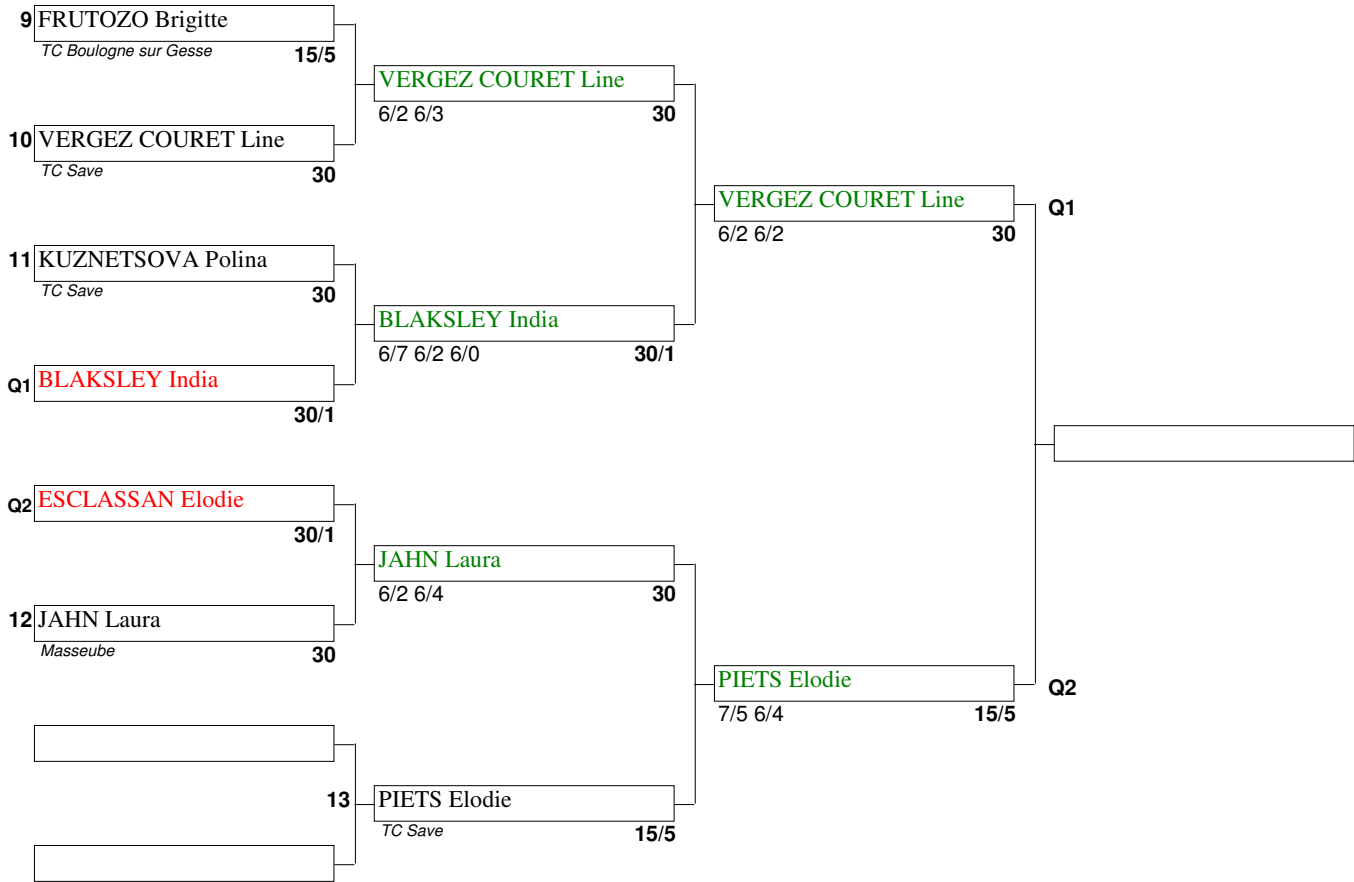 9 FRUTOZO Brigitte
TC Boulogne sur Gesse 15/5
VERGEZ COURET Line
6/2 6/3 30
10 VERGEZ COURET Line
TC Save 30
VERGEZ COURET Line Q1
6/2 6/2 30
11 KUZNETSOVA Polina
TC Save 30
BLAKSLEY India
6/7 6/2 6/0 30/1
Q1 BLAKSLEY India
30/1
Q2 ESCLASSAN Elodie
30/1
JAHN Laura
6/2 6/4 30
12 JAHN Laura
Masseube 30
PIETS Elodie Q2
7/5 6/4 15/5
13 PIETS Elodie
TC Save 15/5